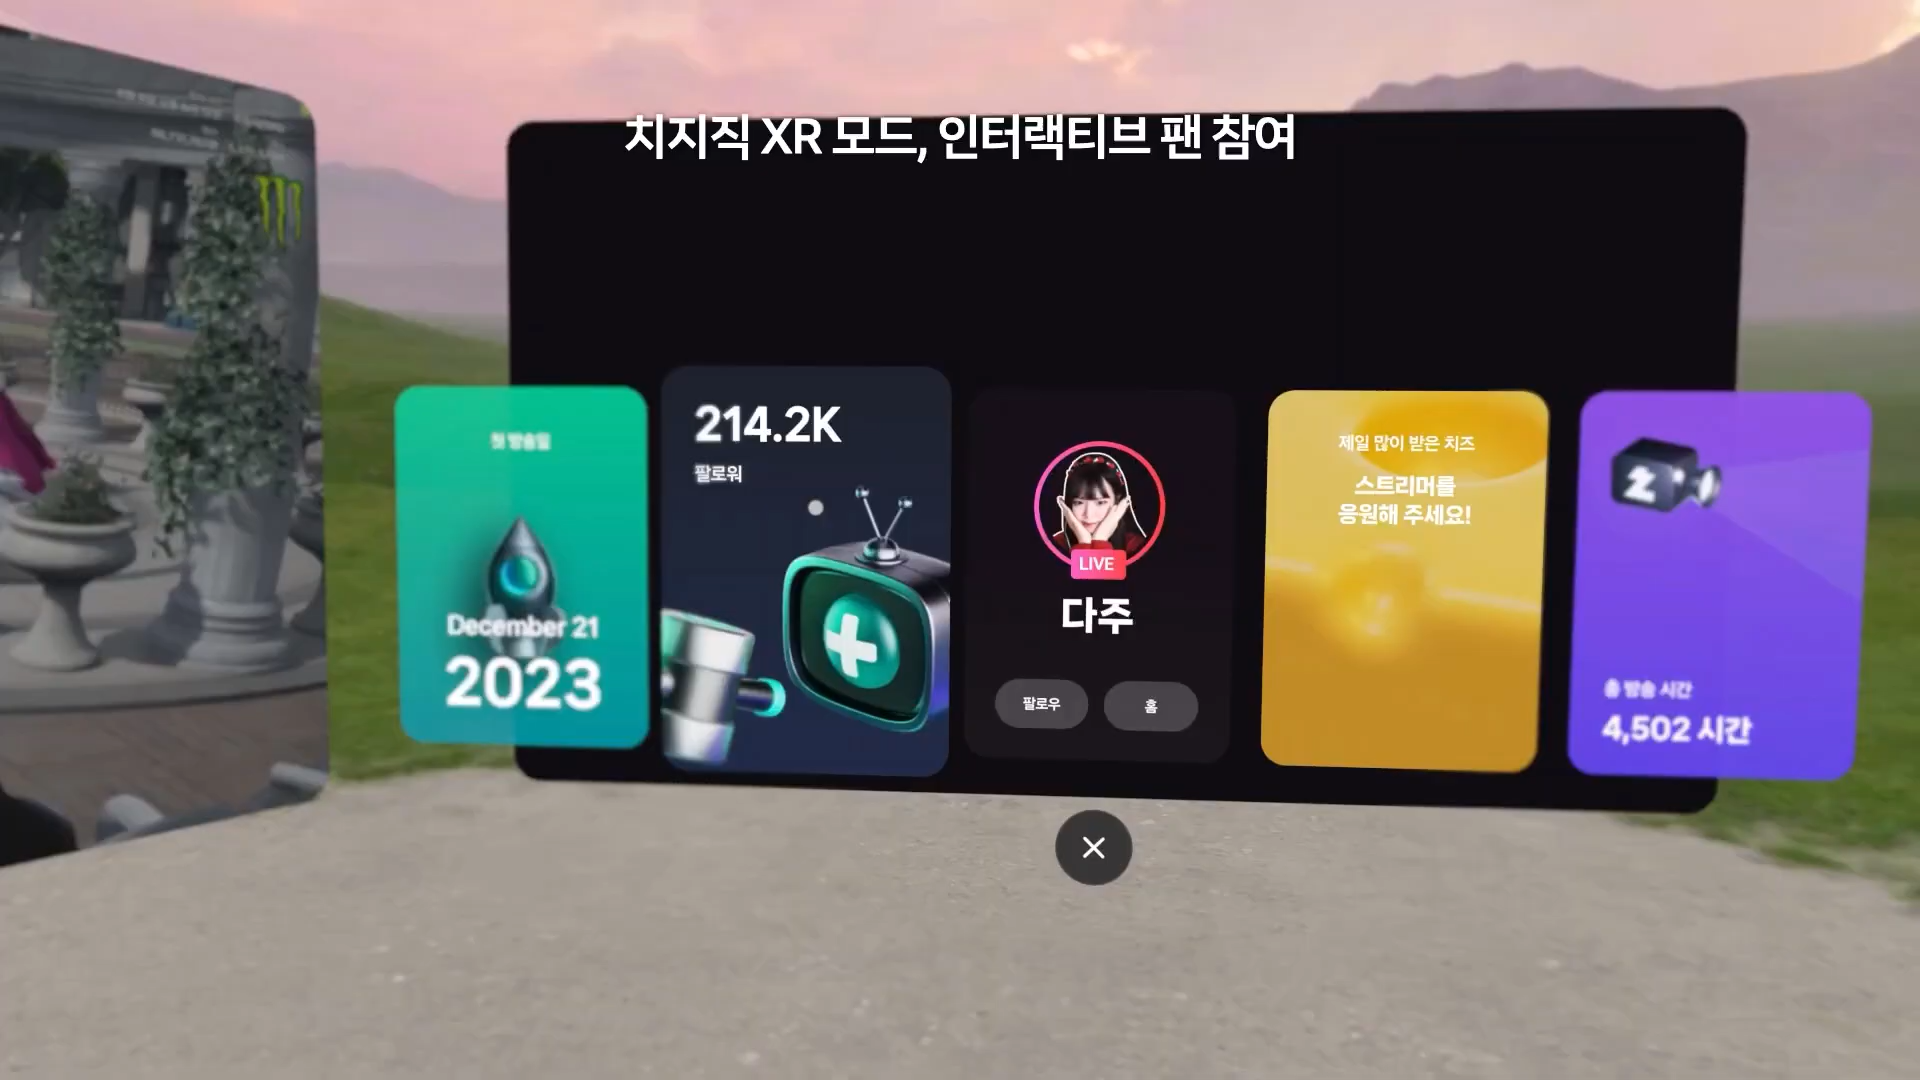 치지직 XR 모드, 인터랙티브 팬 참여
첫 방송일
December 21
2023
214.2K
팔로워
LIVE
다주
팔로우
홈
제일 많이 받은 치즈
스트리머를
응원해 주세요!
총 방송 시간
4,502 시간